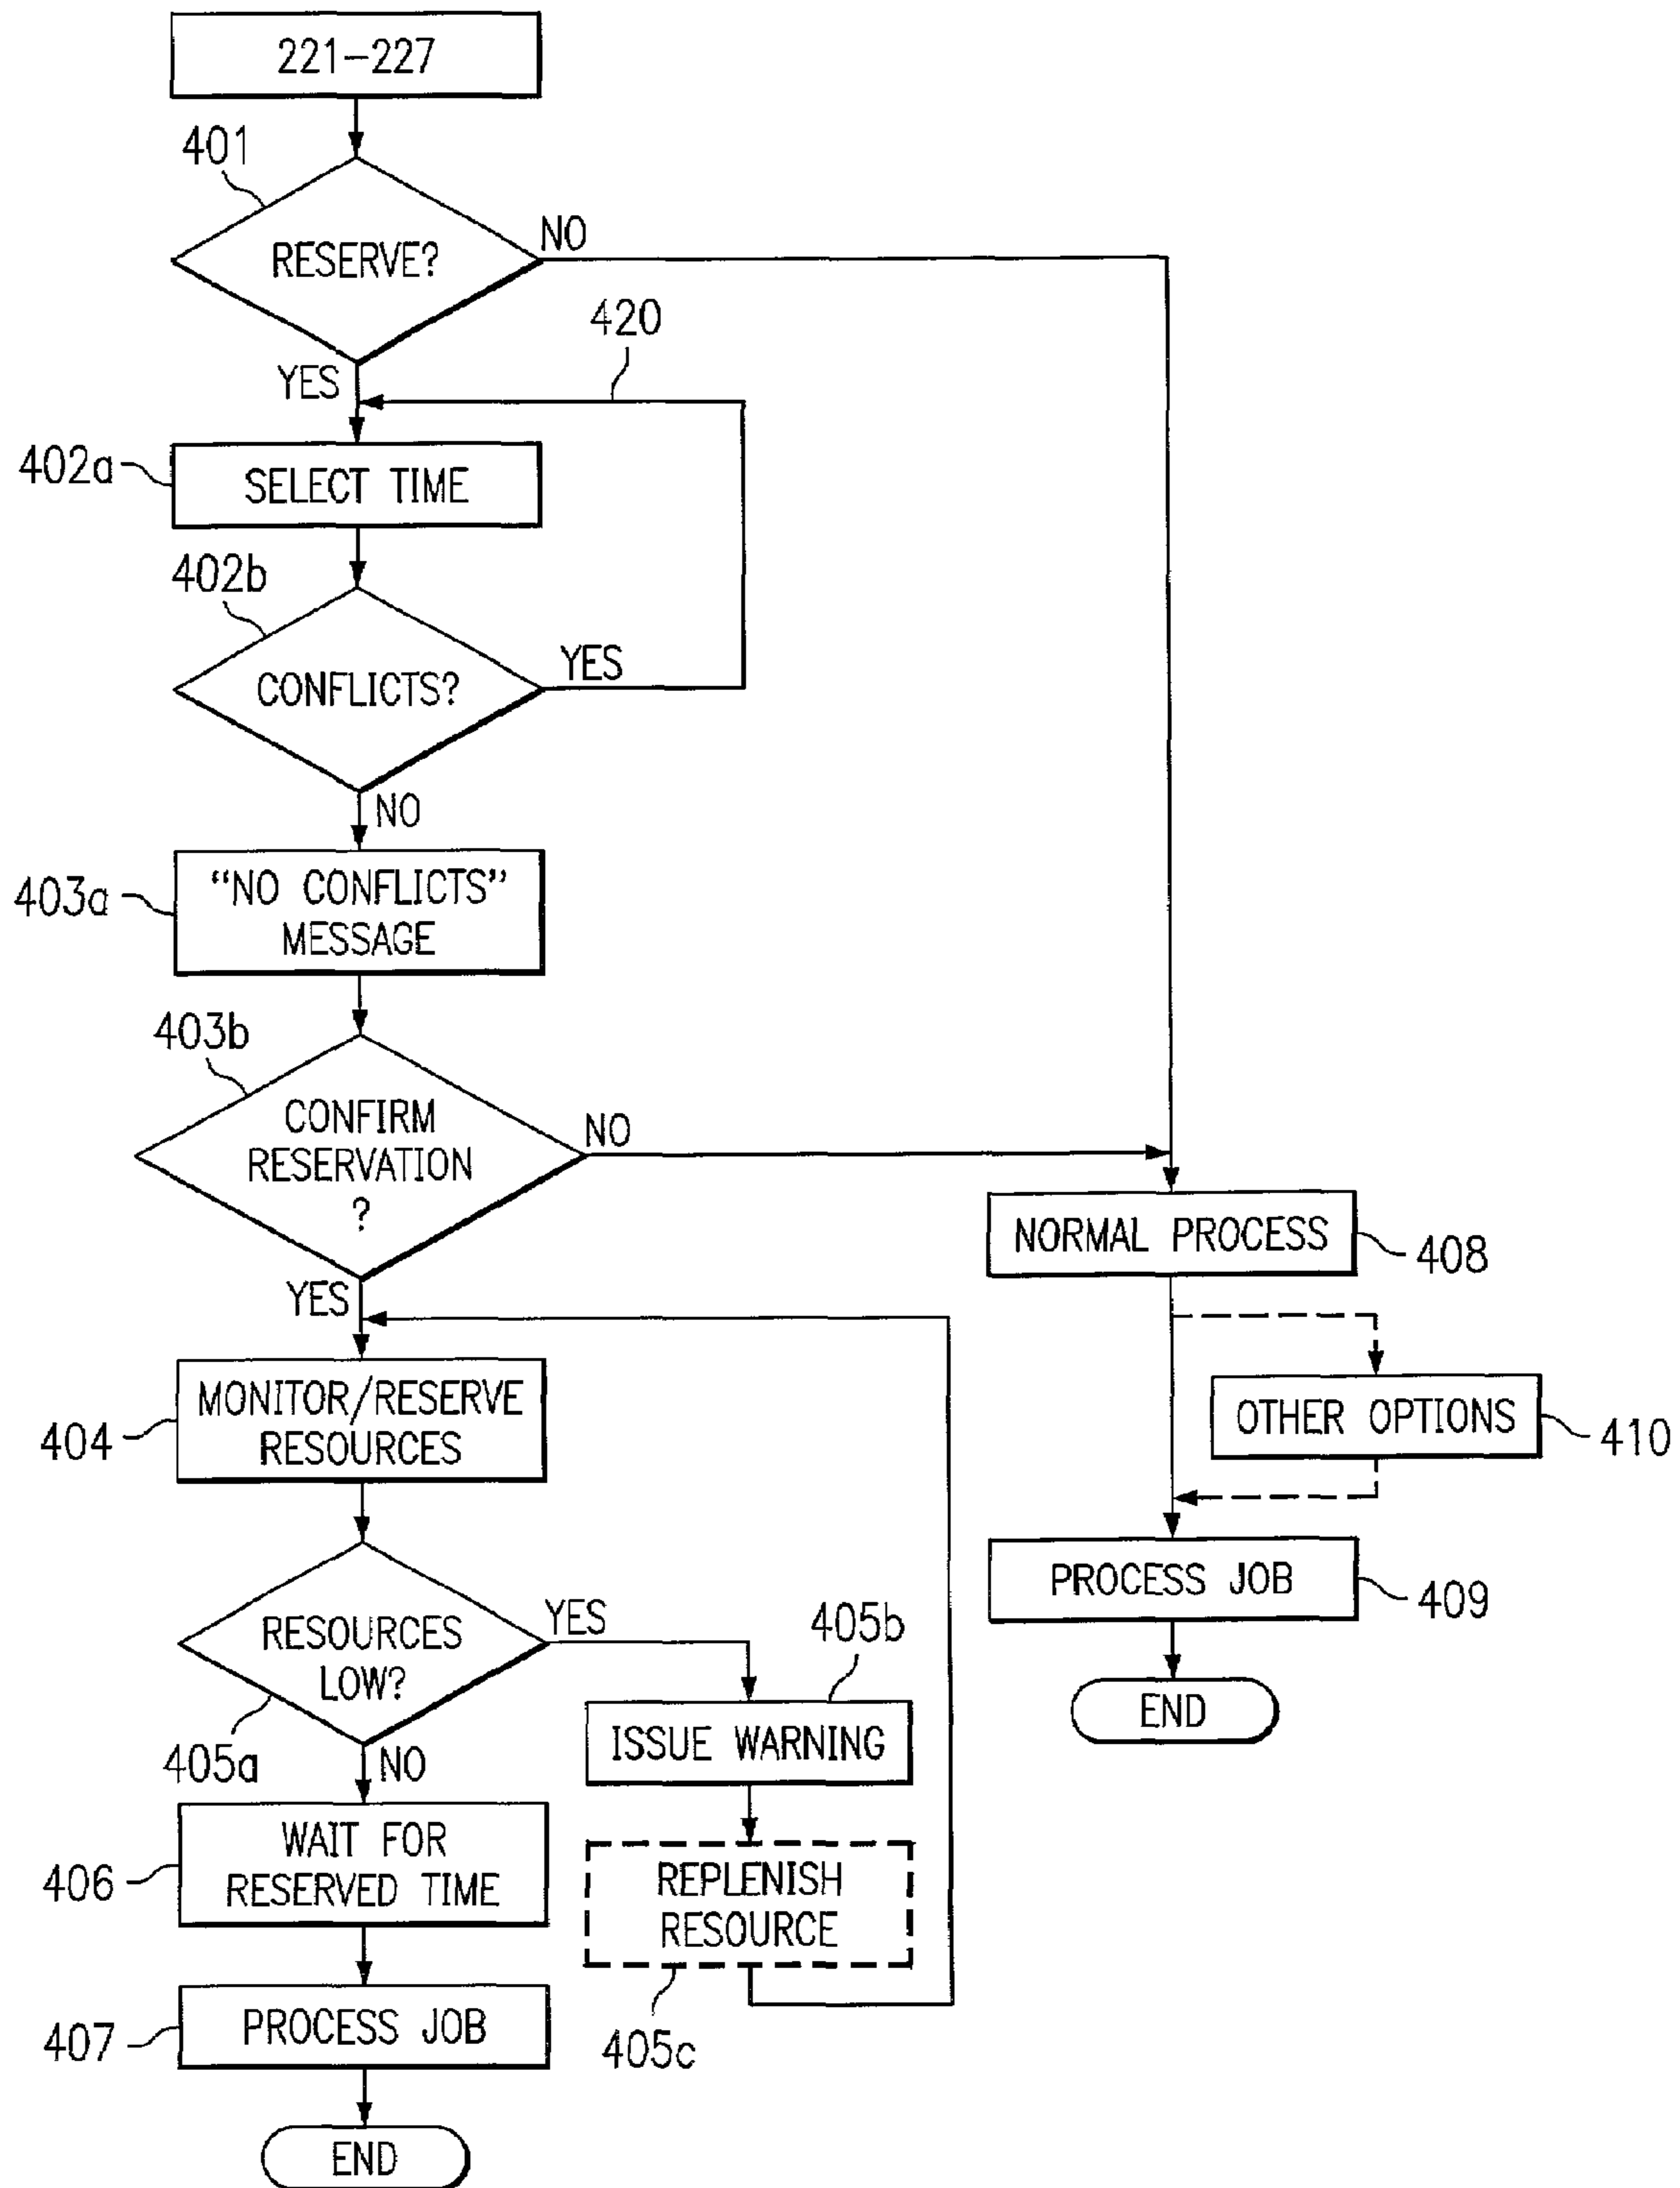 221-227
401
RESERVE?
NO
YES
420
402a
SELECT TIME
402b
CONFLICTS?
YES
NO
403a
"NO CONFLICTS"
MESSAGE
403b
CONFIRM
RESERVATION
?
NO
YES
NORMAL PROCESS
408
404
MONITOR/RESERVE
RESOURCES
OTHER OPTIONS
410
PROCESS JOB
409
END
RESOURCES
LOW?
YES
405a
NO
405b
ISSUE WARNING
REPLENISH
RESOURCE
405c
406
WAIT FOR
RESERVED TIME
407
PROCESS JOB
END